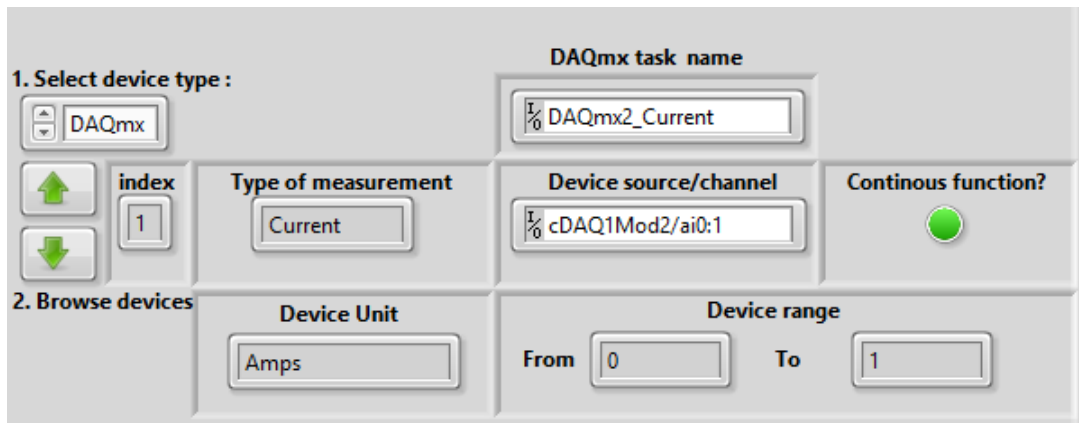 DAQmx task name
1. Select device type :
DAQmx
I/O DAQmx2_Current
index
Type of measurement
Device source/channel
Continous function?
1
Current
I/O cDAQ1Mod2/ai0:1
2. Browse devices
Device Unit
Device range
Amps
From 0 To 1